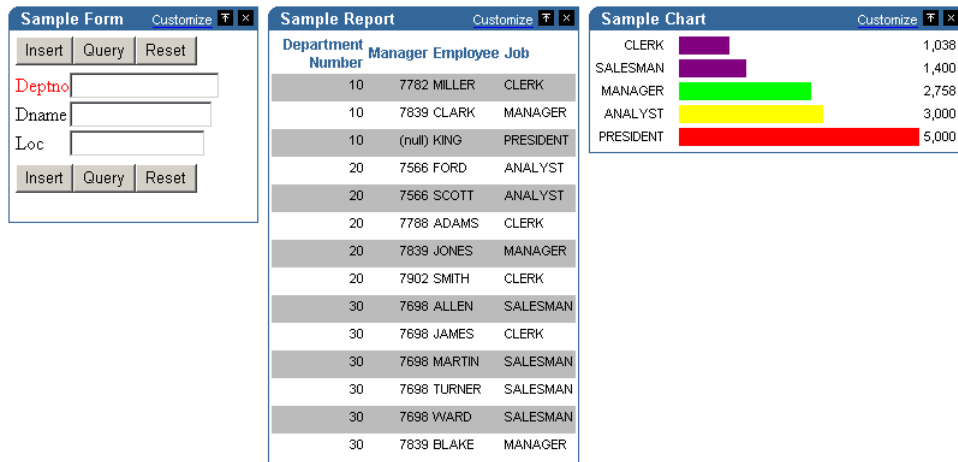 Sample Form Customize
Insert Query Reset
Deptno
Dname
Loc
Insert Query Reset
Sample Report Customize
Department Number Manager Employee Job
10 7782 MILLER CLERK
10 7839 CLARK MANAGER
10 (null) KING PRESIDENT
20 7566 FORD ANALYST
20 7566 SCOTT ANALYST
20 7788 ADAMS CLERK
20 7839 JONES MANAGER
20 7902 SMITH CLERK
30 7698 ALLEN SALESMAN
30 7698 JAMES CLERK
30 7698 MARTIN SALESMAN
30 7698 TURNER SALESMAN
30 7698 WARD SALESMAN
30 7839 BLAKE MANAGER
Sample Chart Customize
CLERK 1,038
SALESMAN 1,400
MANAGER 2,758
ANALYST 3,000
PRESIDENT 5,000